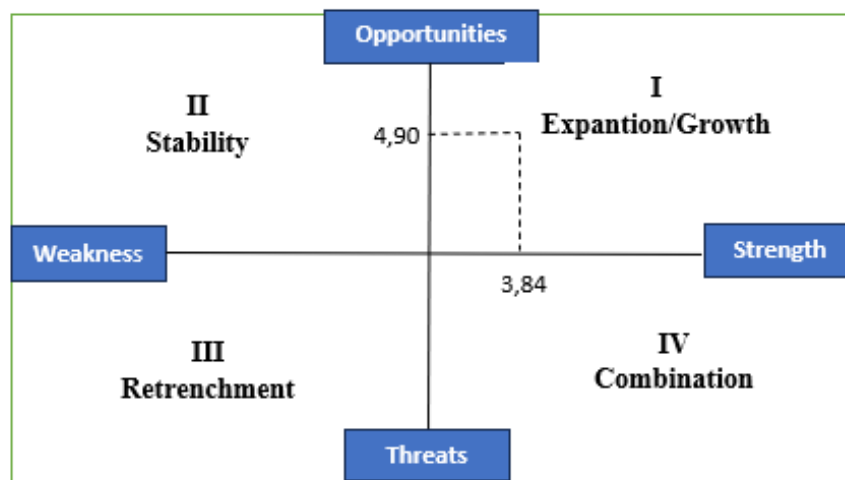 Opportunities
II
Stability
I
Expantion/Growth
4,90
Weakness
Strength
3,84
III
Retrenchment
IV
Combination
Threats